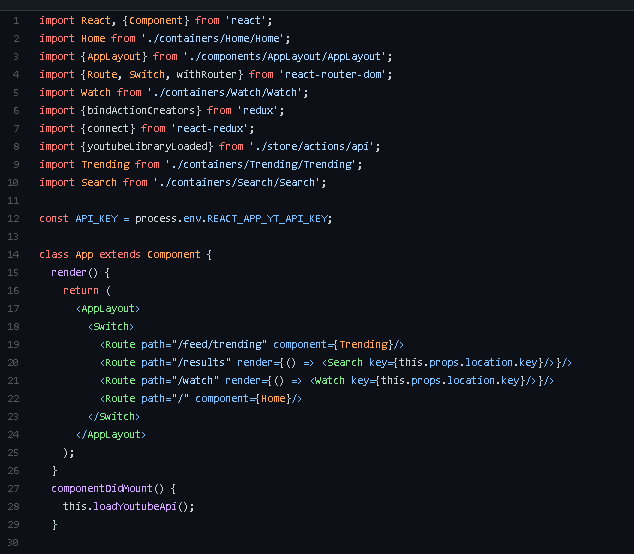 1 import React, {Component} from 'react';
2 import Home from './containers/Home/Home';
3 import {AppLayout} from './components/AppLayout/AppLayout';
4 import {Route, Switch, withRouter} from 'react-router-dom';
5 import Watch from './containers/Watch/Watch';
6 import {bindActionCreators} from 'redux';
7 import {connect} from 'react-redux';
8 import {youtubeLibraryLoaded} from './store/actions/api';
9 import Trending from './containers/Trending/Trending';
10 import Search from './containers/Search/Search';
11
12 const API_KEY = process.env.REACT_APP_YT_API_KEY;
13
14 class App extends Component {
15   render() {
16     return (
17       <AppLayout>
18         <Switch>
19           <Route path="/feed/trending" component={Trending}/>
20           <Route path="/results" render={() => <Search key={this.props.location.key}/>}/>
21           <Route path="/watch" render={() => <Watch key={this.props.location.key}/>}/>
22           <Route path="/" component={Home}/>
23         </Switch>
24       </AppLayout>
25     );
26   }
27   componentDidMount() {
28     this.loadYoutubeApi();
29   }
30